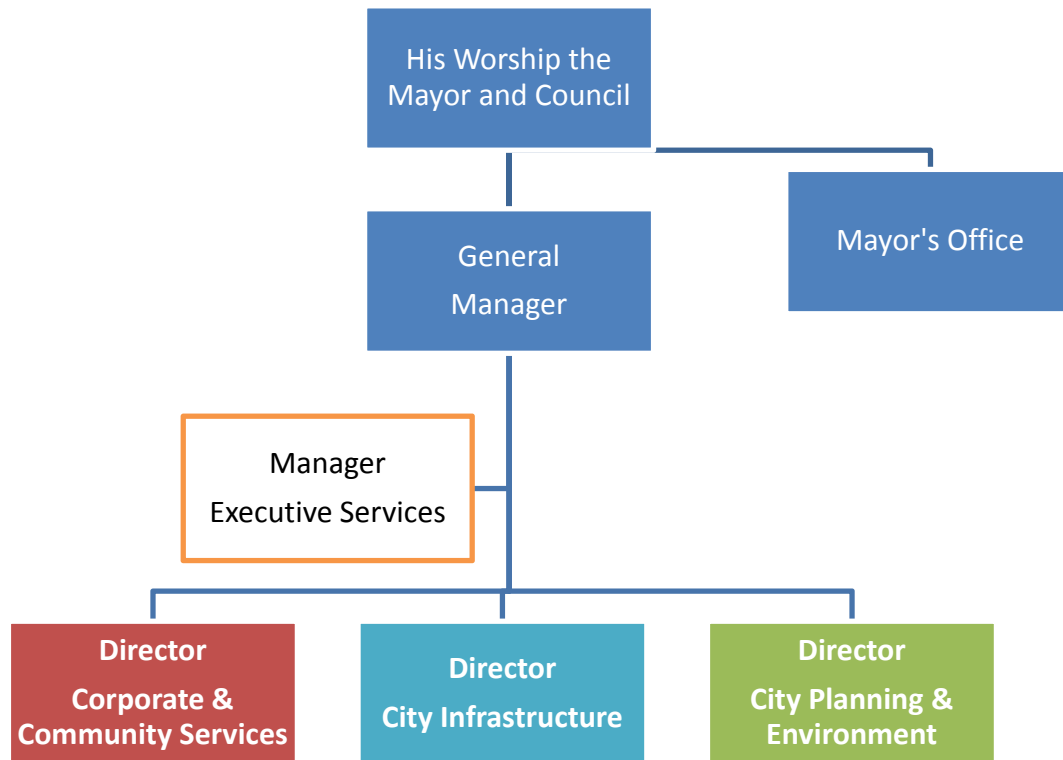 His Worship the
Mayor and Council
Mayor's Office
General
Manager
Manager
Executive Services
Director
Corporate &
Community Services
Director
City Infrastructure
Director
City Planning &
Environment